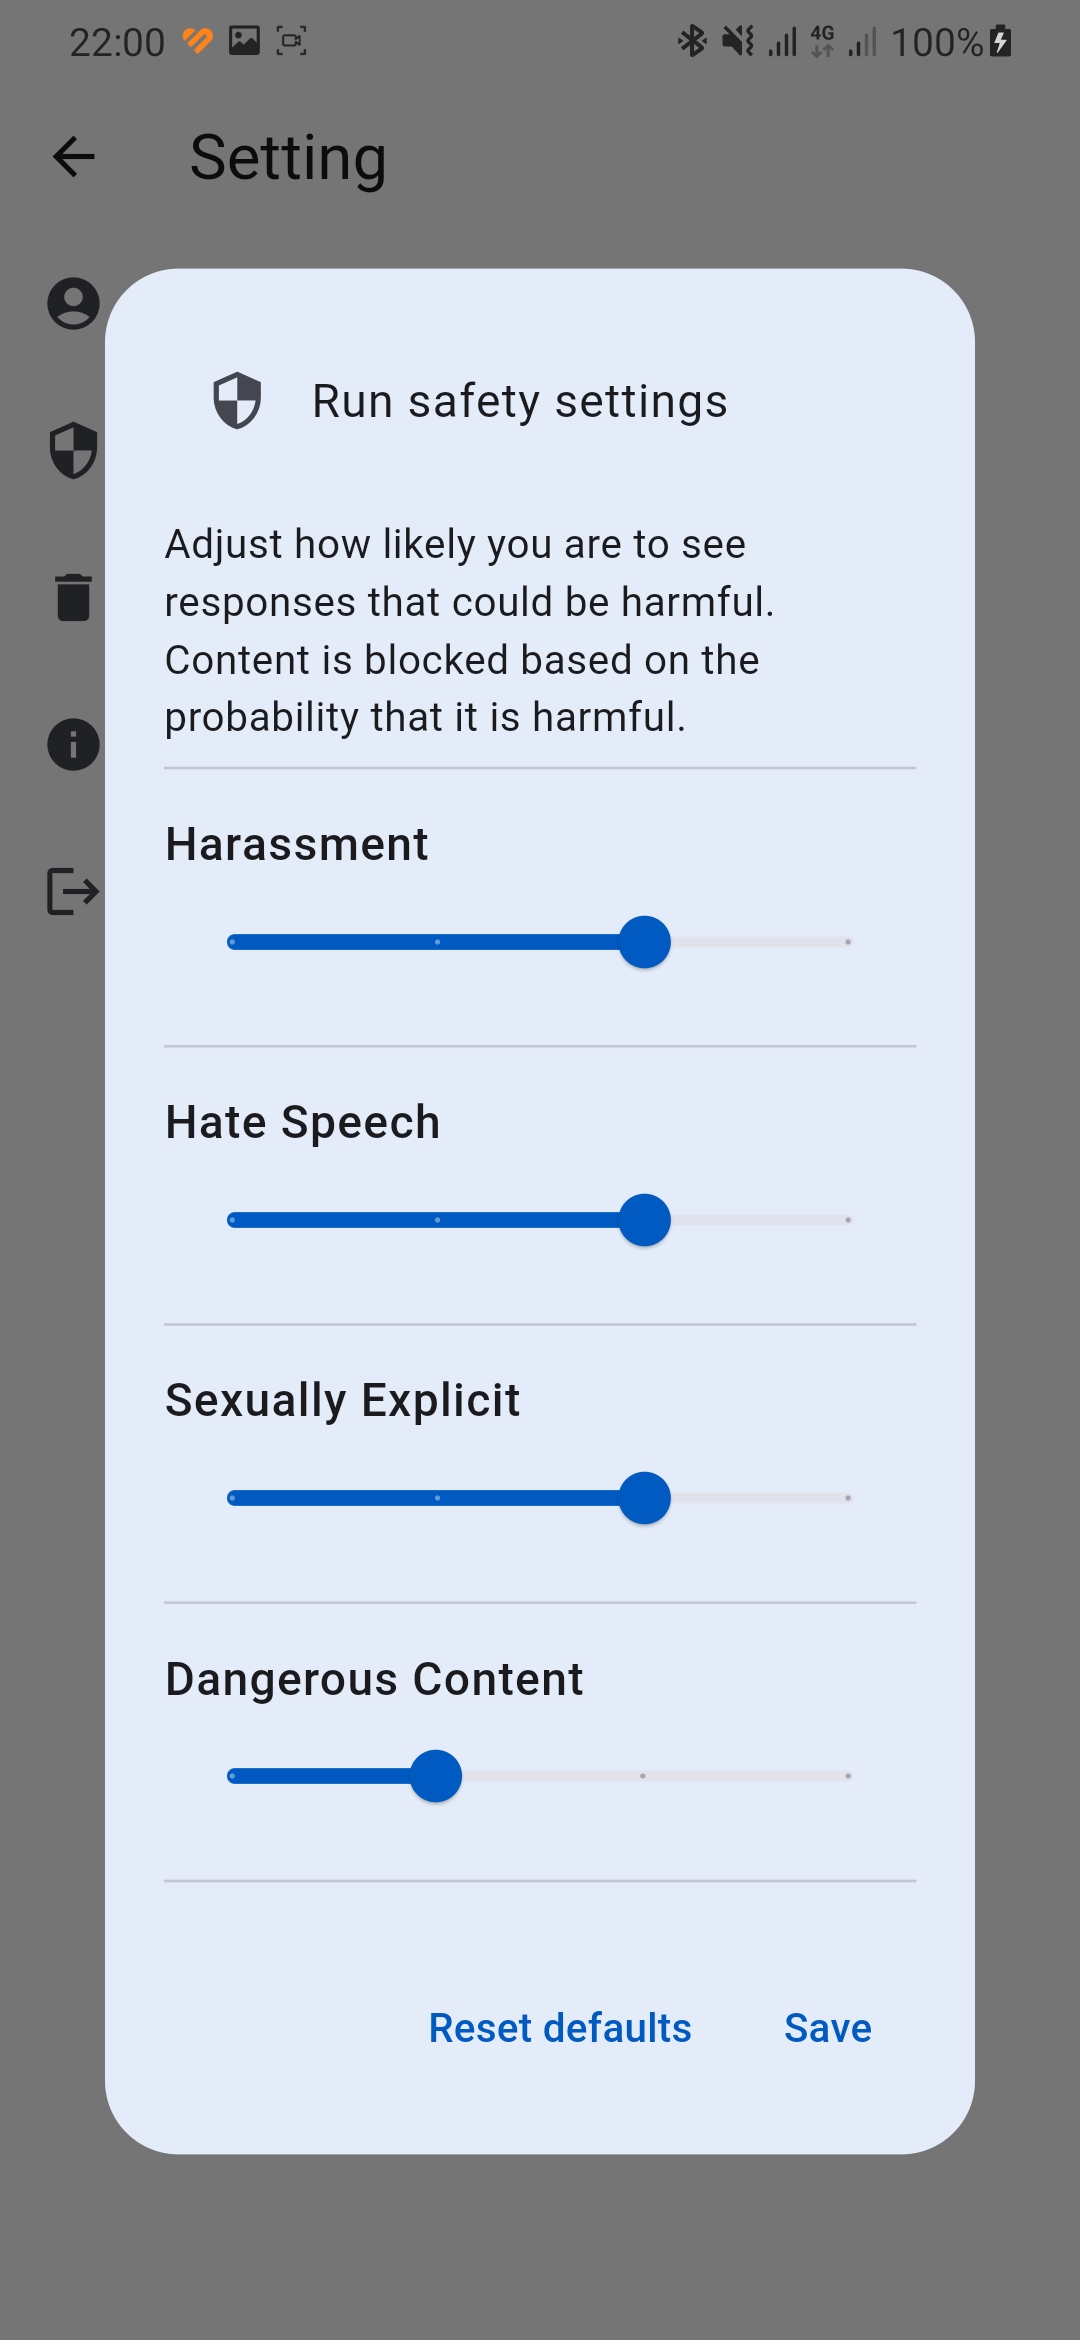 22:00
4G
100%
Setting
Run safety settings
Adjust how likely you are to see
responses that could be harmful.
Content is blocked based on the
probability that it is harmful.
Harassment
Hate Speech
Sexually Explicit
Dangerous Content
Reset defaults
Save